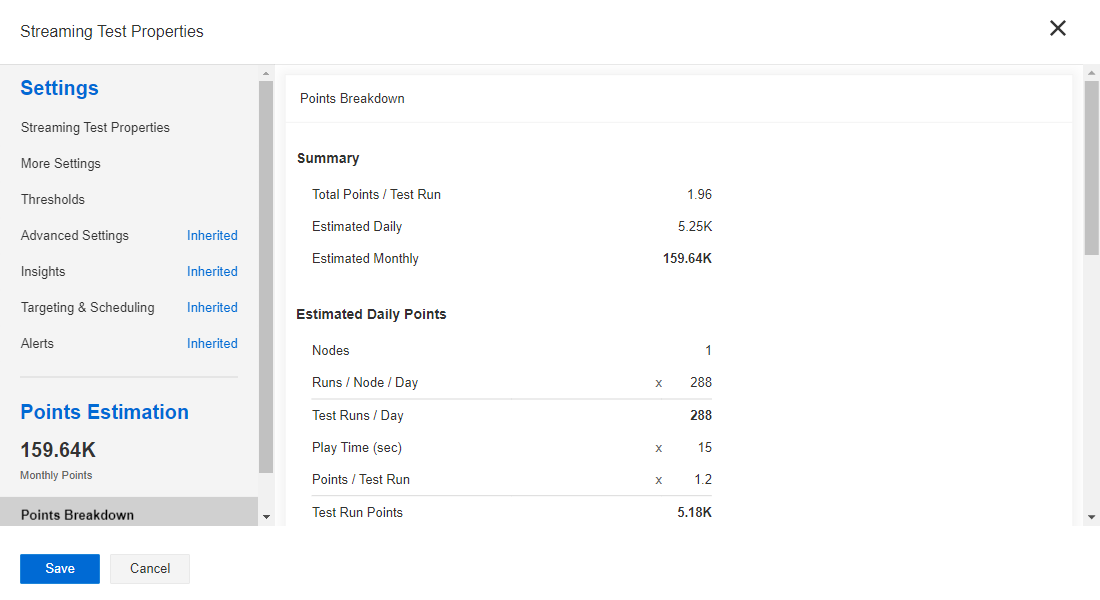 Streaming Test Properties
Settings
Streaming Test Properties
More Settings
Thresholds
Advanced Settings Inherited
Insights Inherited
Targeting & Scheduling Inherited
Alerts Inherited
Points Estimation
159.64K
Monthly Points
Points Breakdown
Points Breakdown
Summary
Total Points / Test Run 1.96
Estimated Daily 5.25K
Estimated Monthly 159.64K
Estimated Daily Points
Nodes 1
Runs / Node / Day x 288
Test Runs / Day 288
Play Time (sec) x 15
Points / Test Run x 1.2
Test Run Points 5.18K
Save Cancel